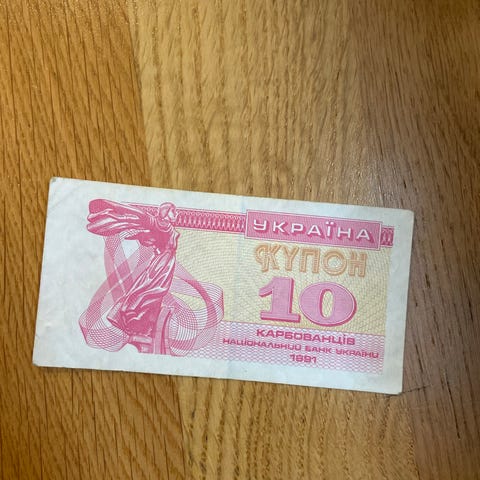 УКРАЇНА
КУПОН
10
КАРБОВАНЦІВ
НАЦІОНАЛЬНИЙ БАНК УКРАЇНИ
1991